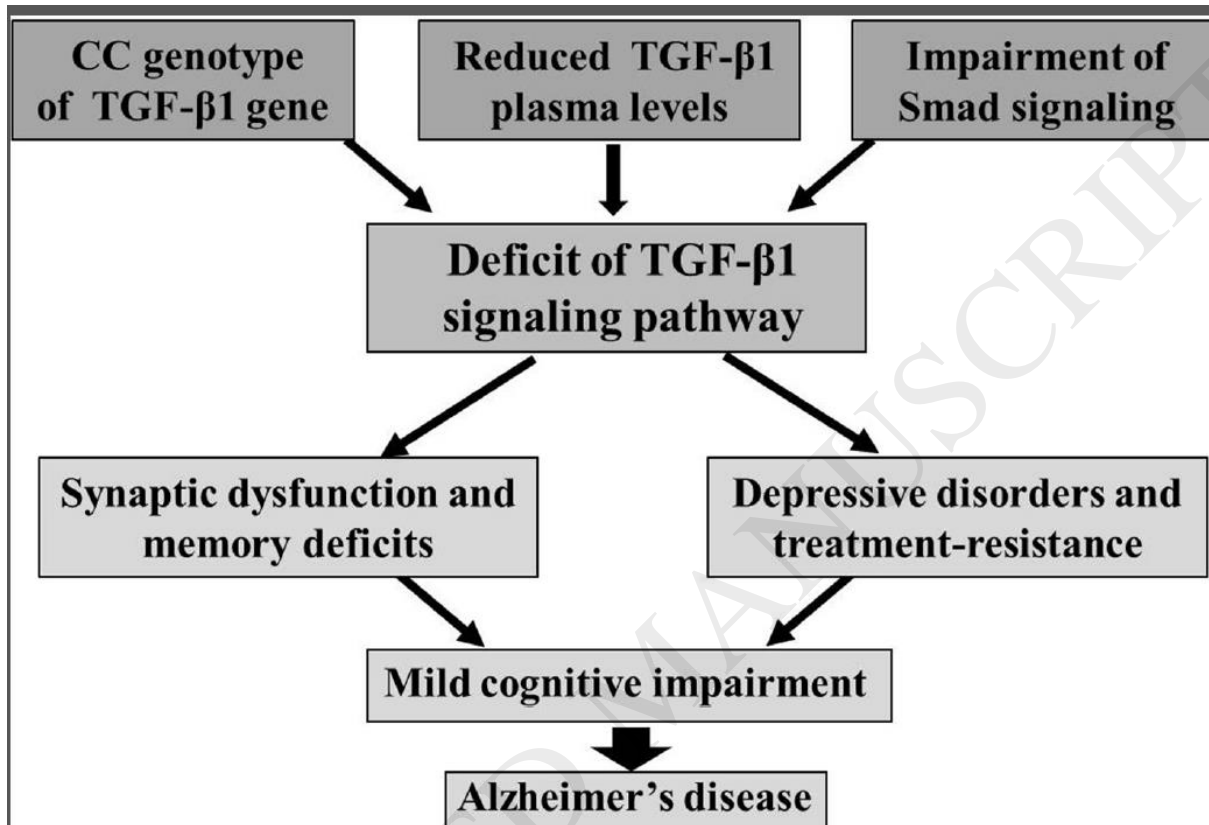 CC genotype
of TGF-β1 gene
Reduced TGF-β1
plasma levels
Impairment of
Smad signaling
Deficit of TGF-β1
signaling pathway
Synaptic dysfunction and
memory deficits
Depressive disorders and
treatment-resistance
Mild cognitive impairment
Alzheimer's disease
MANUSCRIPT